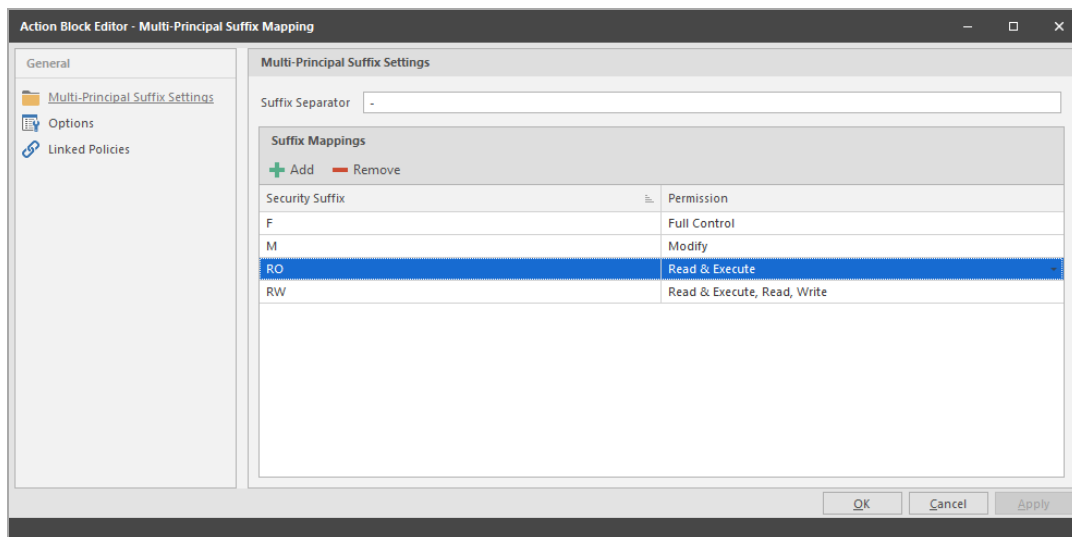 Action Block Editor - Multi-Principal Suffix Mapping
General
Multi-Principal Suffix Settings
Options
Linked Policies
Multi-Principal Suffix Settings
Suffix Separator -
Suffix Mappings
Add Remove
Security Suffix Permission
F Full Control
M Modify
RO Read & Execute
RW Read & Execute, Read, Write
OK Cancel Apply